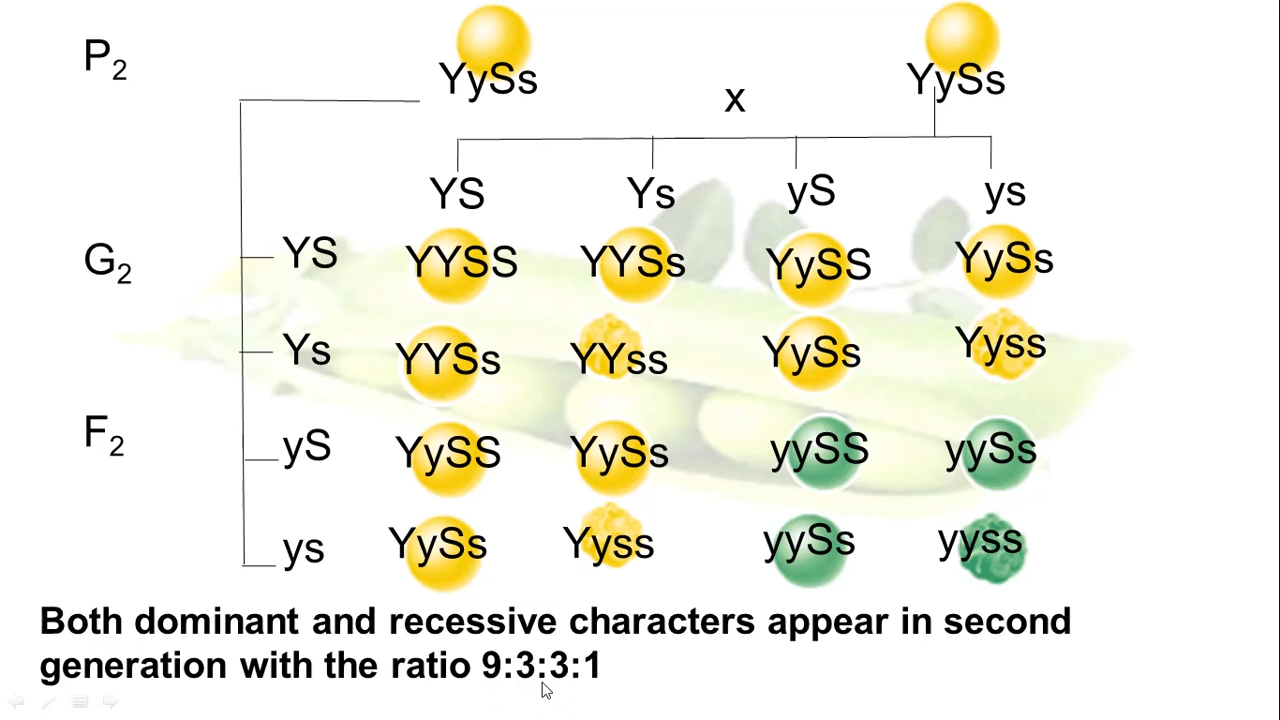 P₂ YySs x YySs
YS Ys yS ys
G₂ YS YYSS YYSs YySS YySs
Ys YYSs YYss YySs Yyss
F₂ yS YySS YySs yySS yySs
ys YySs Yyss yySs yyss
Both dominant and recessive characters appear in second
generation with the ratio 9:3:3:1